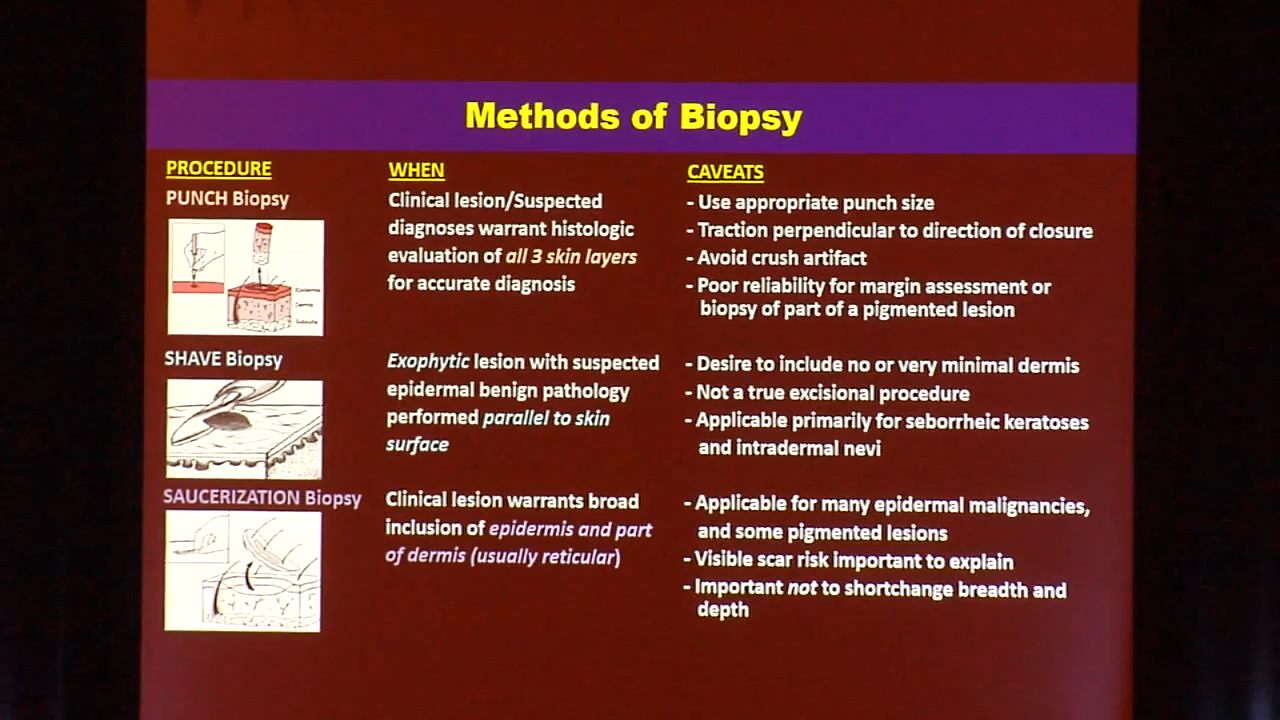 Methods of Biopsy
PROCEDURE
WHEN
CAVEATS
PUNCH Biopsy
Clinical lesion/Suspected
diagnoses warrant histologic
evaluation of all 3 skin layers
for accurate diagnosis
- Use appropriate punch size
- Traction perpendicular to direction of closure
- Avoid crush artifact
- Poor reliability for margin assessment or
biopsy of part of a pigmented lesion
Epidermis
Dermis
Subcutis
SHAVE Biopsy
Exophytic lesion with suspected
epidermal benign pathology
performed parallel to skin
surface
- Desire to include no or very minimal dermis
- Not a true excisional procedure
- Applicable primarily for seborrheic keratoses
and intradermal nevi
SAUCERIZATION Biopsy
Clinical lesion warrants broad
inclusion of epidermis and part
of dermis (usually reticular)
- Applicable for many epidermal malignancies,
and some pigmented lesions
- Visible scar risk important to explain
- Important not to shortchange breadth and
depth